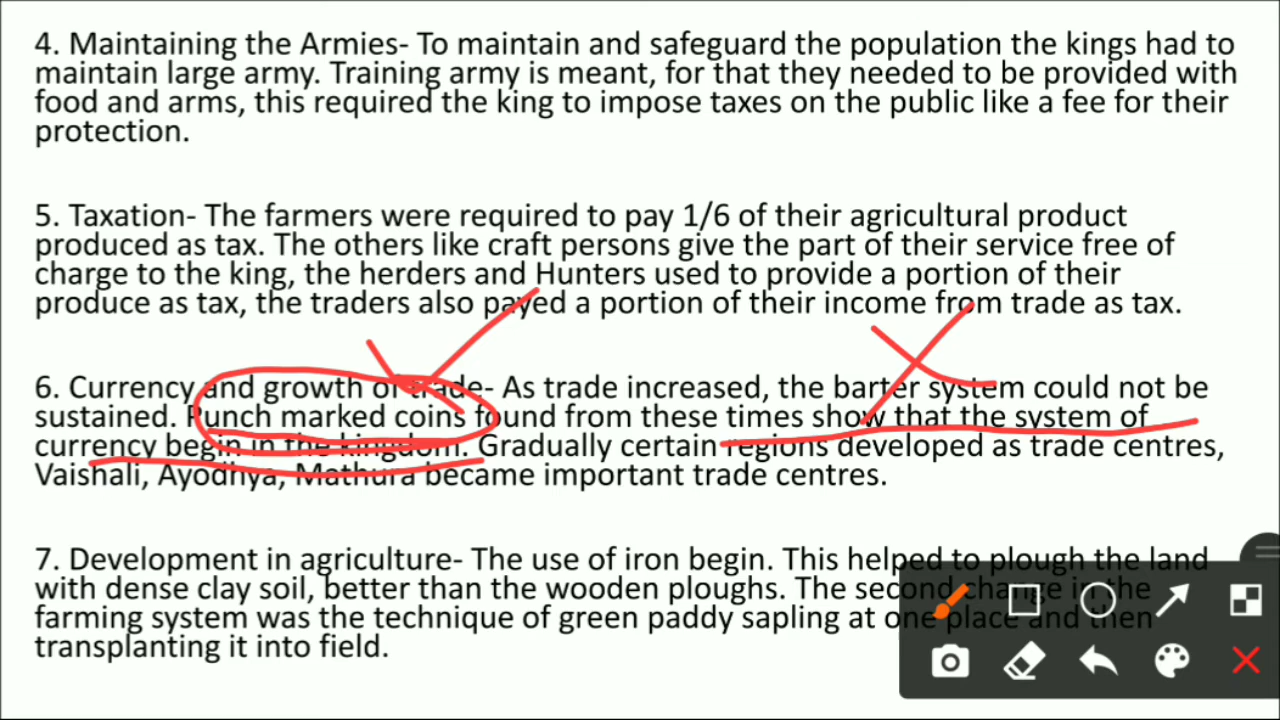 4. Maintaining the Armies- To maintain and safeguard the population the kings had to
maintain large army. Training army is meant, for that they needed to be provided with
food and arms, this required the king to impose taxes on the public like a fee for their
protection.
5. Taxation- The farmers were required to pay 1/6 of their agricultural product
produced as tax. The others like craft persons give the part of their service free of
charge to the king, the herders and Hunters used to provide a portion of their
produce as tax, the traders also payed a portion of their income from trade as tax.
6. Currency and growth of trade- As trade increased, the barter system could not be
sustained. Punch marked coins found from these times show that the system of
currency begin in the kingdom. Gradually certain regions developed as trade centres,
Vaishali, Ayodhya, Mathura became important trade centres.
7. Development in agriculture- The use of iron begin. This helped to plough the land
with dense clay soil, better than the wooden ploughs. The second change in the
farming system was the technique of green paddy sapling at one place and then
transplanting it into field.